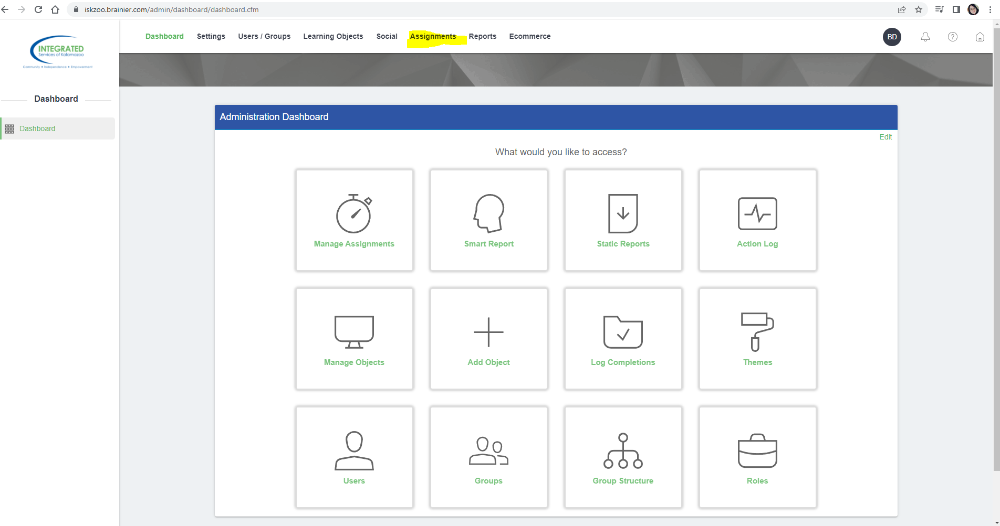 iskzoo.brainier.com/admin/dashboard/dashboard.cfm
INTEGRATED
Services of Kalamazoo
Community • Independence • Empowerment
Dashboard Settings Users / Groups Learning Objects Social Assignments Reports Ecommerce
BD
Dashboard
Dashboard
Administration Dashboard
Edit
What would you like to access?
Manage Assignments Smart Report Static Reports Action Log
Manage Objects Add Object Log Completions Themes
Users Groups Group Structure Roles